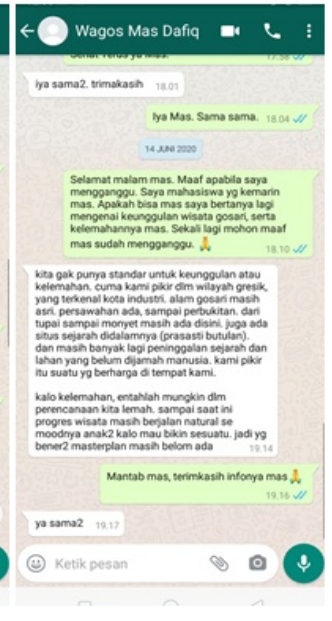 Wagos Mas Dafiq
Sehat Terus ya Mas. 17.58
iya sama2, trimakasih 18.01
Iya Mas. Sama sama. 18.04
14 JUNI 2020
Selamat malam mas. Maaf apabila saya
mengganggu. Saya mahasiswa yg kemarin
mas. Apakah bisa mas saya bertanya lagi
mengenai keunggulan wisata gosari, serta
kelemahannya mas. Sekali lagi mohon maaf
mas sudah mengganggu. 🙏 18.10
kita gak punya standar untuk keunggulan atau
kelemahan. cuma kami pikir dlm wilayah gresik,
yang terkenal kota industri. alam gosari masih
asri. persawahan ada, sampai perbukitan. dari
tupai sampai monyet masih ada disini. juga ada
situs sejarah didalamnya (prasasti butulan).
dan masih banyak lagi peninggalan sejarah dan
lahan yang belum dijamah manusia. kami pikir
itu suatu yg berharga di tempat kami.
kalo kelemahan, entahlah mungkin dlm
perencanaan kita lemah. sampai saat ini
progres wisata masih berjalan natural se
moodnya anak2 kalo mau bikin sesuatu. jadi yg
bener2 masterplan masih belom ada 19.14
Mantab mas, terimkasih infonya mas 🙏
19.16
ya sama2 19.17
Ketik pesan